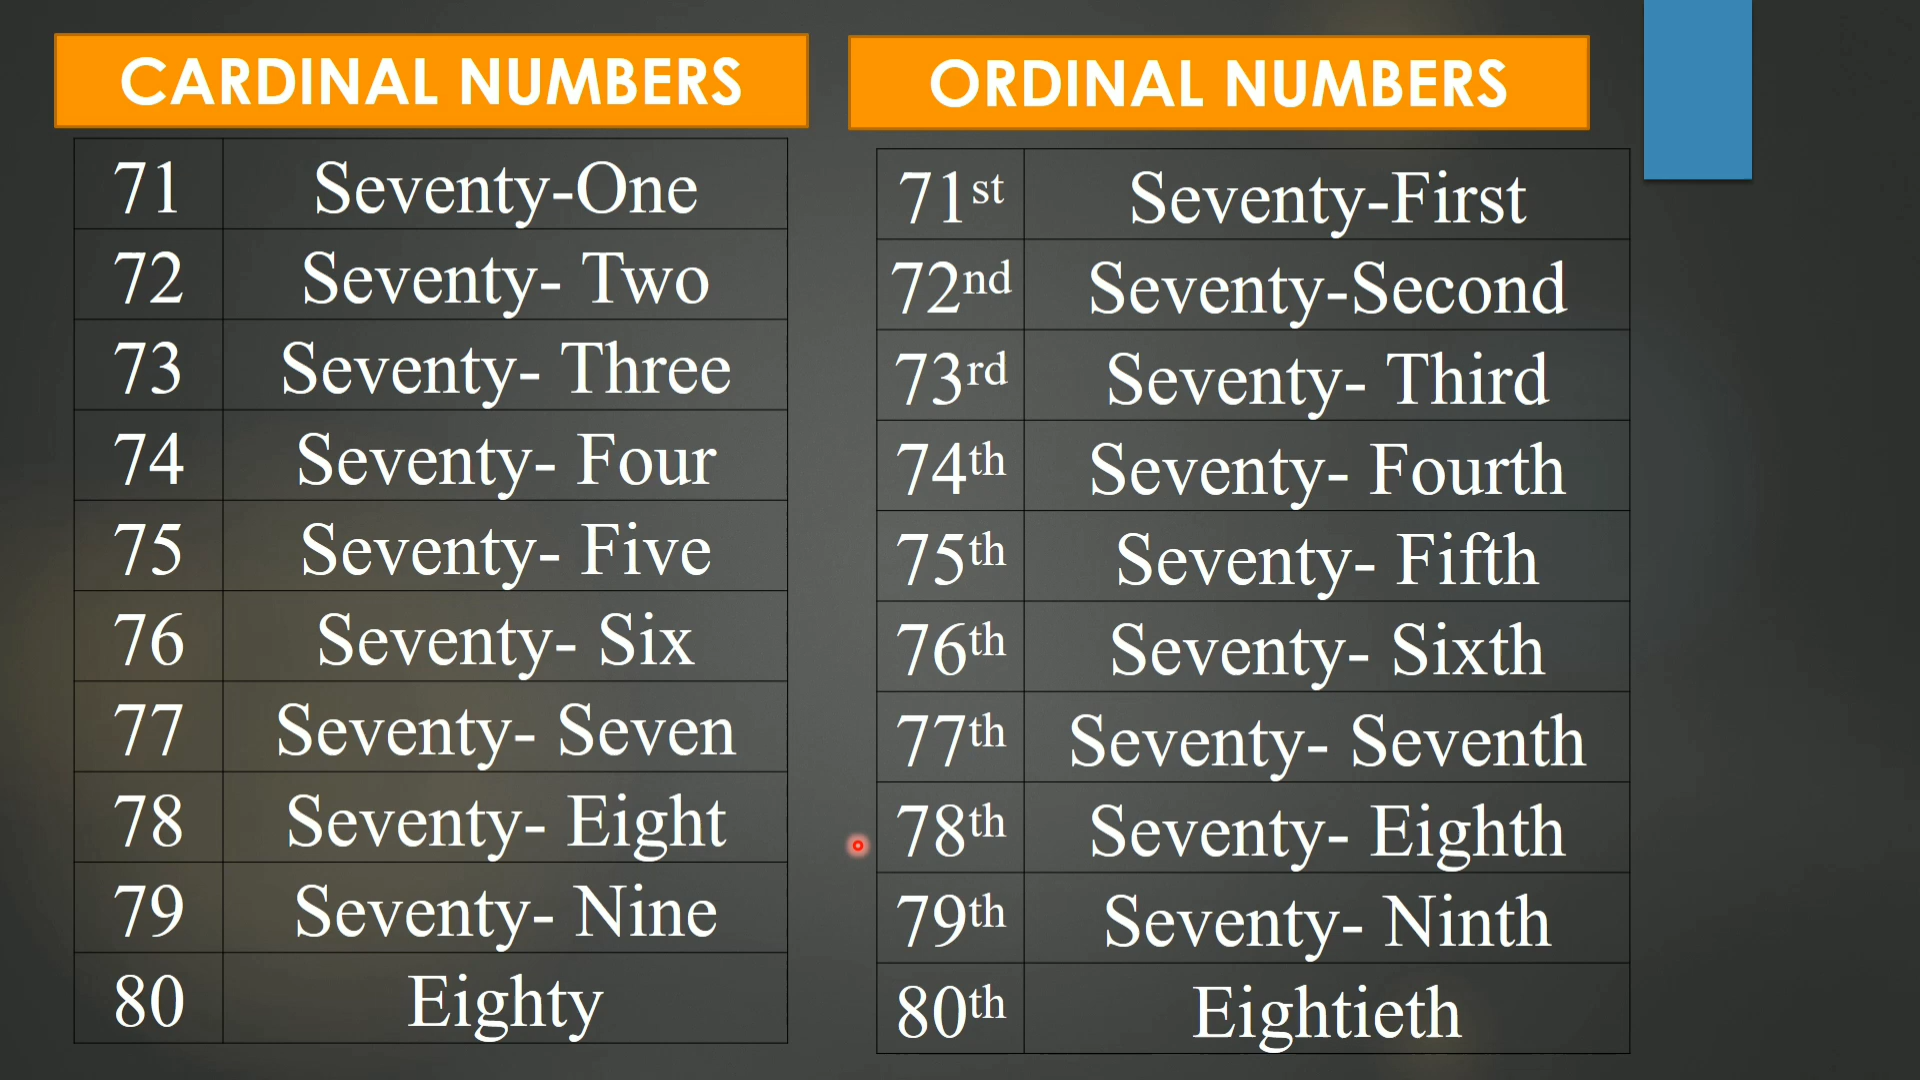 CARDINAL NUMBERS
71 Seventy-One
72 Seventy- Two
73 Seventy- Three
74 Seventy- Four
75 Seventy- Five
76 Seventy- Six
77 Seventy- Seven
78 Seventy- Eight
79 Seventy- Nine
80 Eighty
ORDINAL NUMBERS
71st Seventy-First
72nd Seventy-Second
73rd Seventy- Third
74th Seventy- Fourth
75th Seventy- Fifth
76th Seventy- Sixth
77th Seventy- Seventh
78th Seventy- Eighth
79th Seventy- Ninth
80th Eightieth